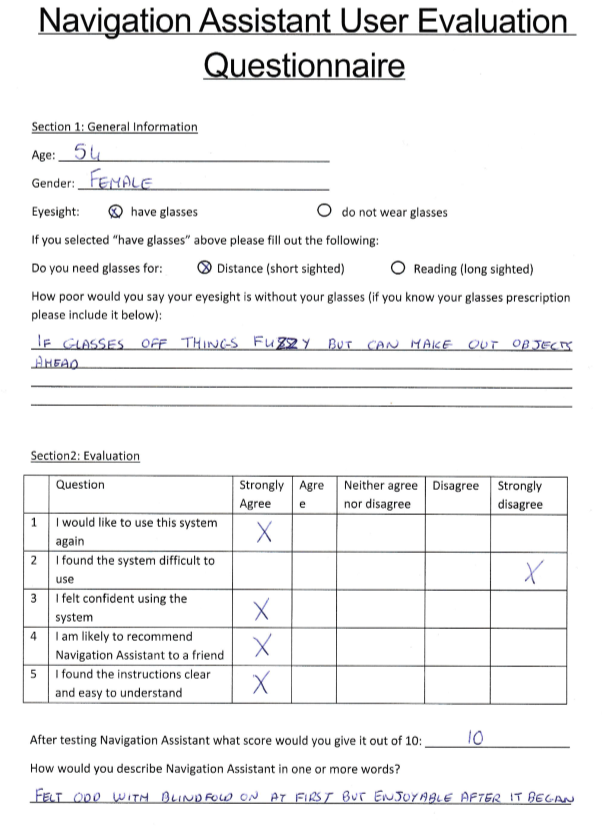 Navigation Assistant User Evaluation
Questionnaire
Section 1: General Information
Age: 54
Gender: FEMALE
Eyesight: X have glasses do not wear glasses
If you selected "have glasses" above please fill out the following:
Do you need glasses for: X Distance (short sighted) Reading (long sighted)
How poor would you say your eyesight is without your glasses (if you know your glasses prescription
please include it below):
IF GLASSES OFF THINGS FUZZY BUT CAN MAKE OUT OBJECTS
AHEAD
Section2: Evaluation
Question Strongly Agre Neither agree Disagree Strongly
Agree e nor disagree disagree
1 I would like to use this system X
again
2 I found the system difficult to X
use
3 I felt confident using the X
system
4 I am likely to recommend X
Navigation Assistant to a friend
5 I found the instructions clear X
and easy to understand
After testing Navigation Assistant what score would you give it out of 10: 10
How would you describe Navigation Assistant in one or more words?
FELT ODD WITH BLINDFOLD ON AT FIRST BUT ENJOYABLE AFTER IT BEGAN